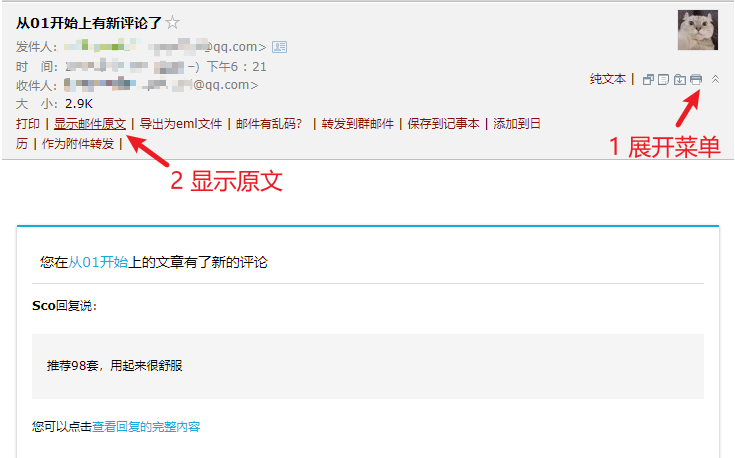 从01开始上有新评论了
发件人：@qq.com>
时 间：–) 下午6：21
收件人：@qq.com>
纯文本 |
大 小：2.9K
打印 | 显示邮件原文 | 导出为eml文件 | 邮件有乱码？ | 转发到群邮件 | 保存到记事本 | 添加到日
历 | 作为附件转发 |
1 展开菜单
2 显示原文
您在从01开始上的文章有了新的评论
Sco回复说：
推荐98套，用起来很舒服
您可以点击查看回复的完整内容